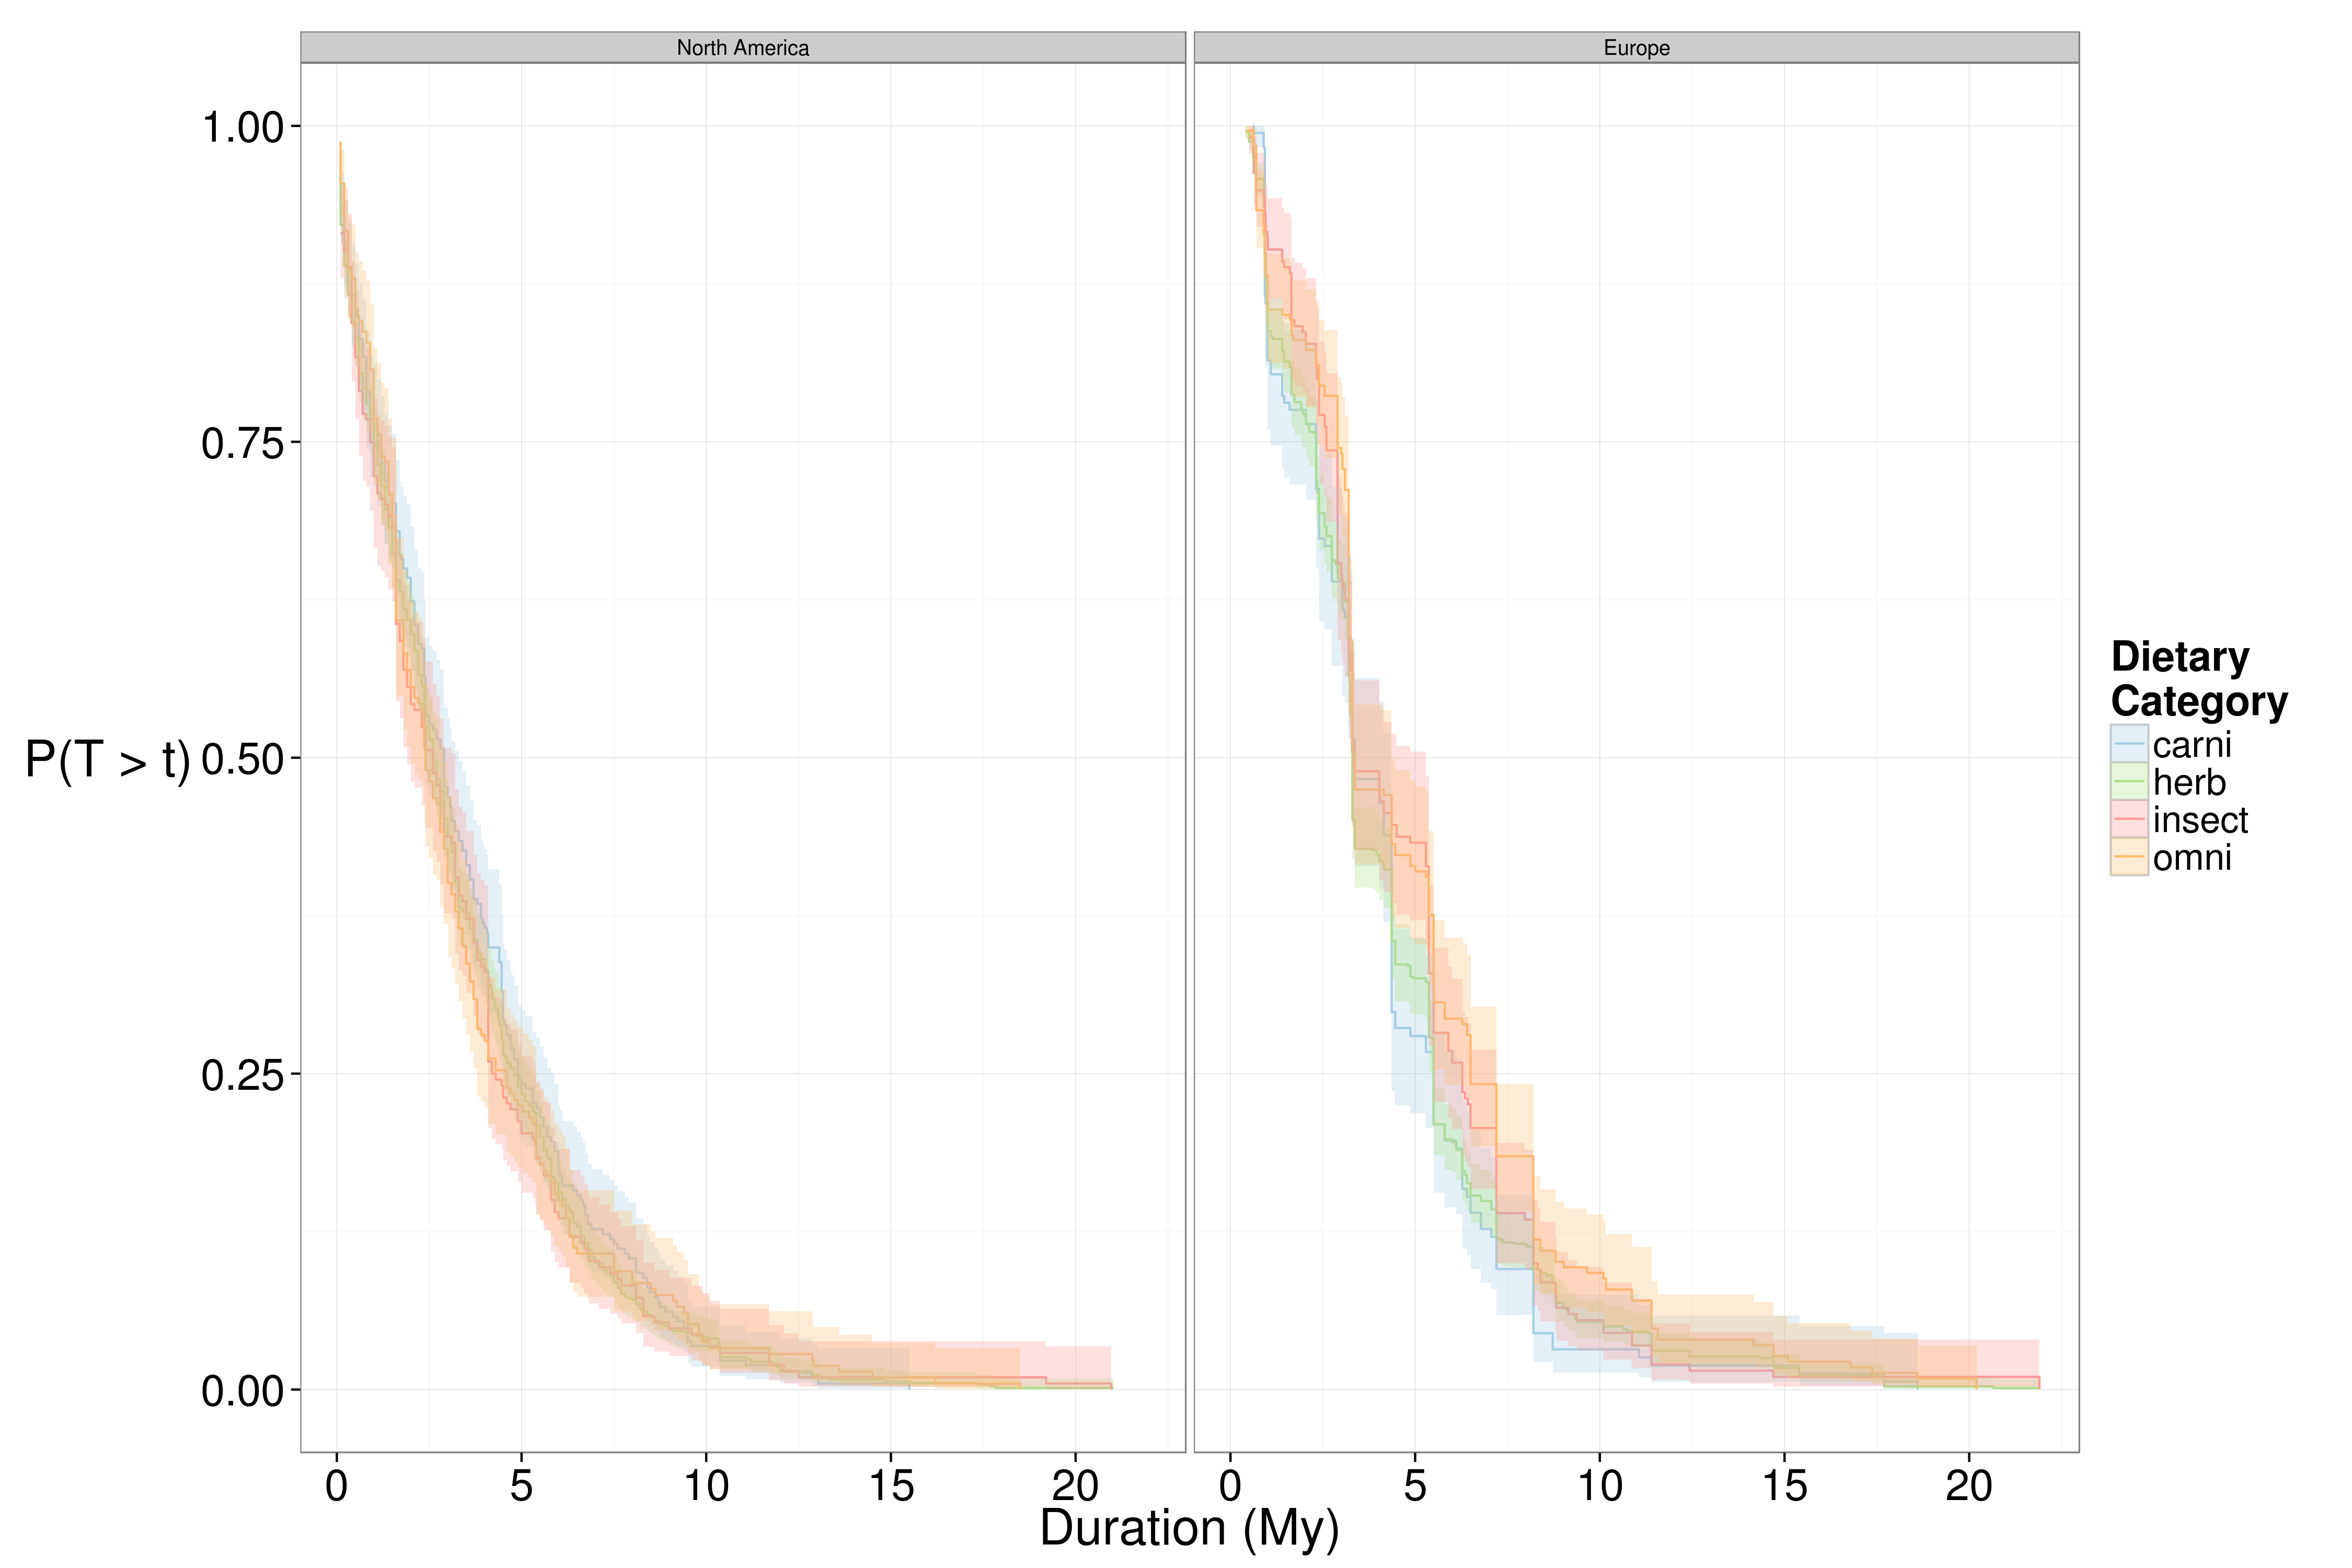 North America
Europe
1.00
0.75
P(T > t) 0.50
0.25
0.00
Dietary
Category
carni
herb
insect
omni
0 5 10 15 20 0 5 10 15 20
Duration (My)